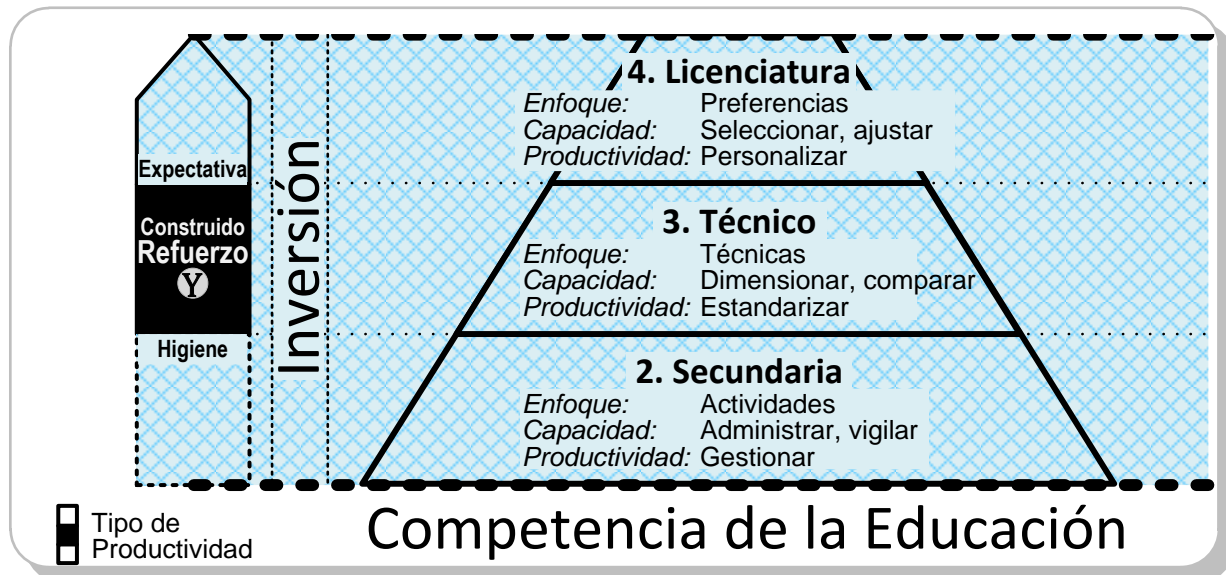 4. Licenciatura
Enfoque: Preferencias
Capacidad: Seleccionar, ajustar
Productividad: Personalizar
Expectativa
Construido
Refuerzo
Y
Higiene
Inversión
3. Técnico
Enfoque: Técnicas
Capacidad: Dimensionar, comparar
Productividad: Estandarizar
2. Secundaria
Enfoque: Actividades
Capacidad: Administrar, vigilar
Productividad: Gestionar
Tipo de
Productividad
Competencia de la Educación